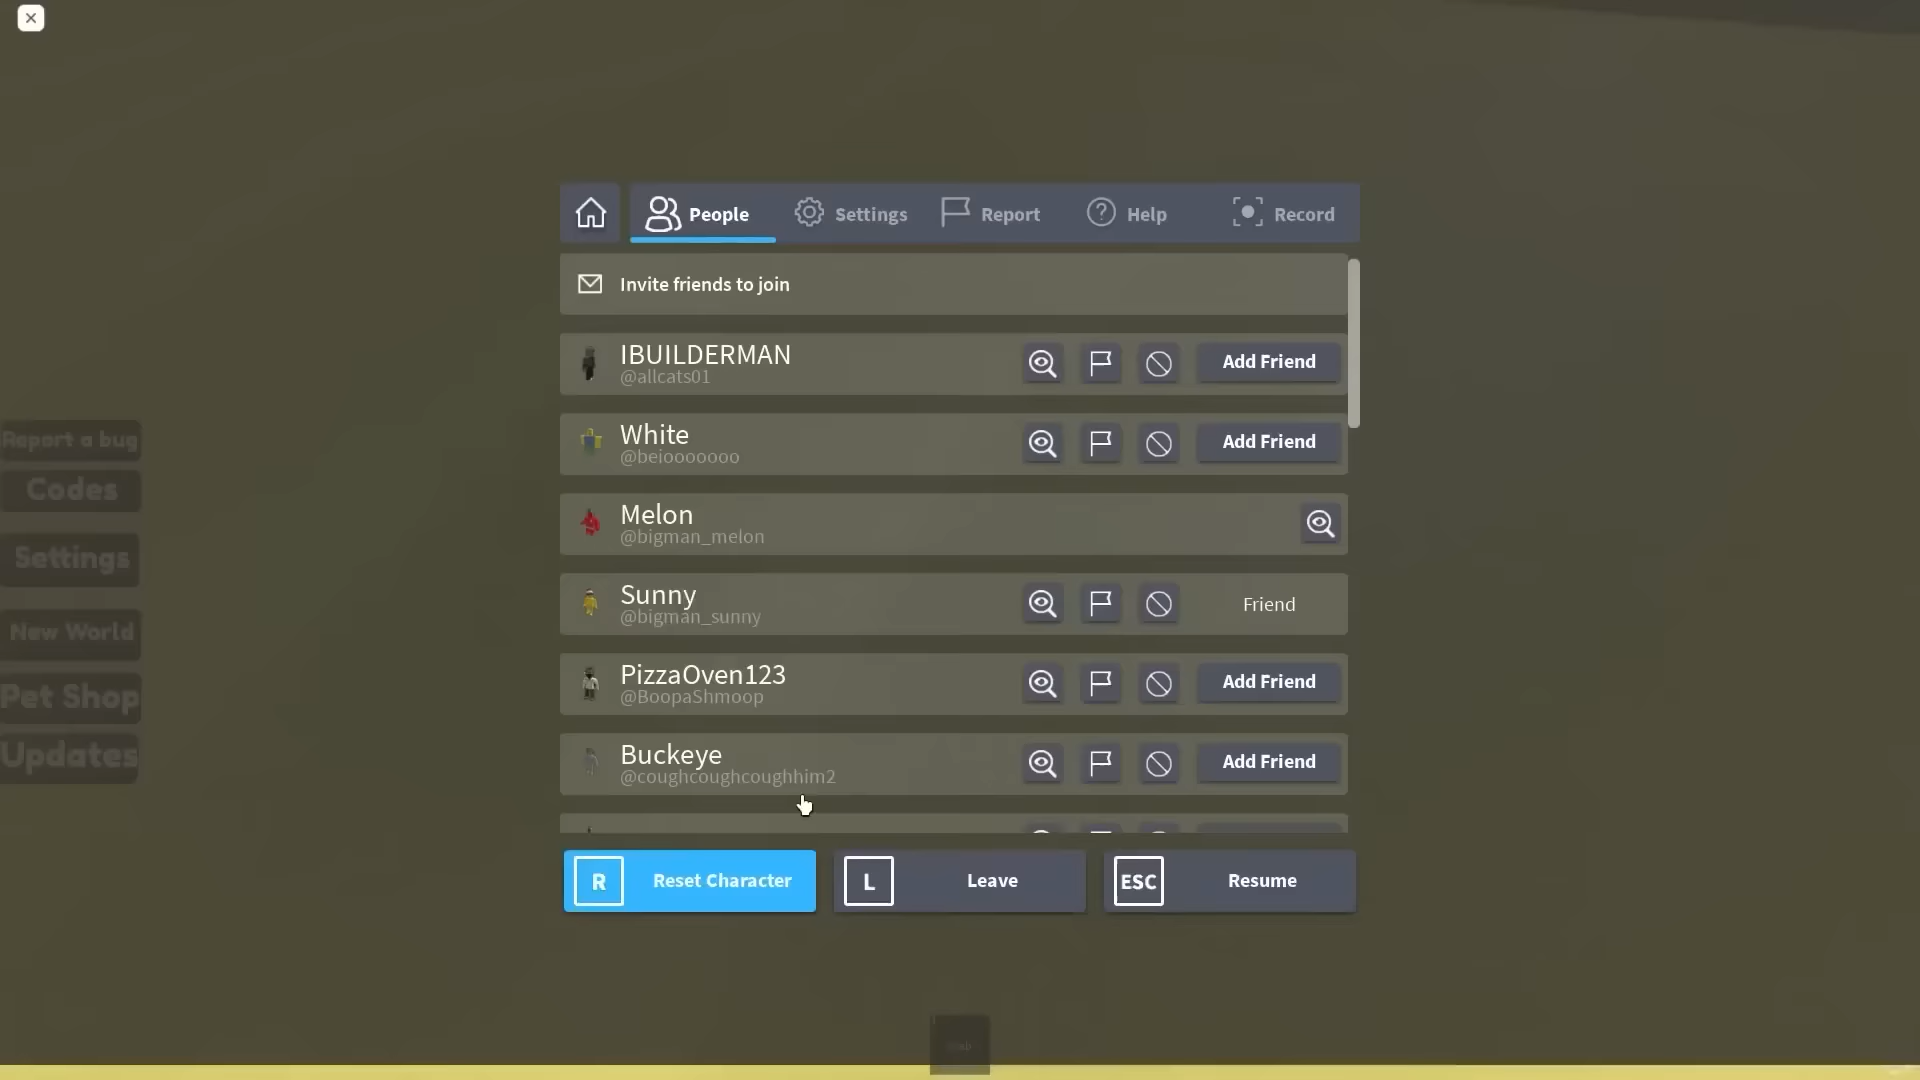 People
Settings
Report
Help
Record
Invite friends to join
IBUILDERMAN
@allcats01
Add Friend
White
@beiooooooo
Add Friend
Melon
@bigman_melon
Sunny
@bigman_sunny
Friend
PizzaOven123
@BoopaShmoop
Add Friend
Buckeye
@coughcoughcoughhim2
Add Friend
R Reset Character
L Leave
ESC Resume
Report a bug
Codes
Settings
New World
Pet Shop
Updates